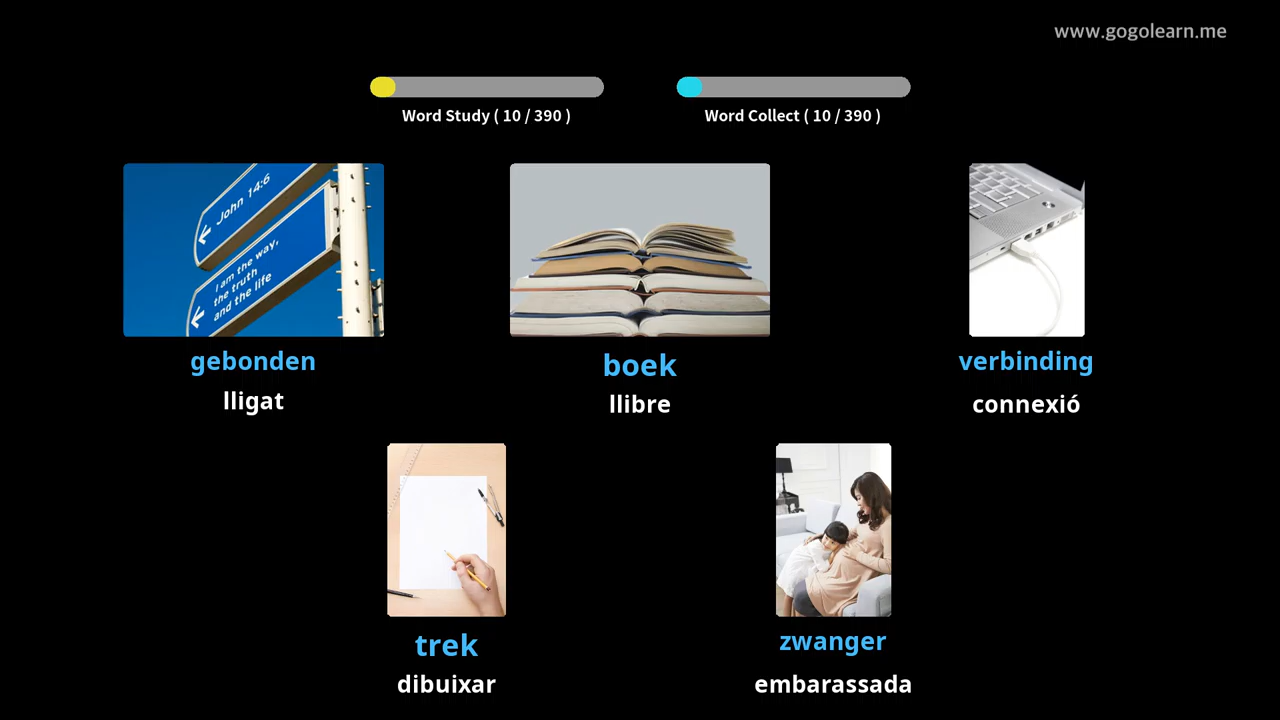 www.gogolearn.me
Word Study ( 10 / 390 )
Word Collect ( 10 / 390 )
John 14:6
I am the way,
the truth
and the life
gebonden
lligat
boek
llibre
verbinding
connexió
trek
dibuixar
zwanger
embarassada